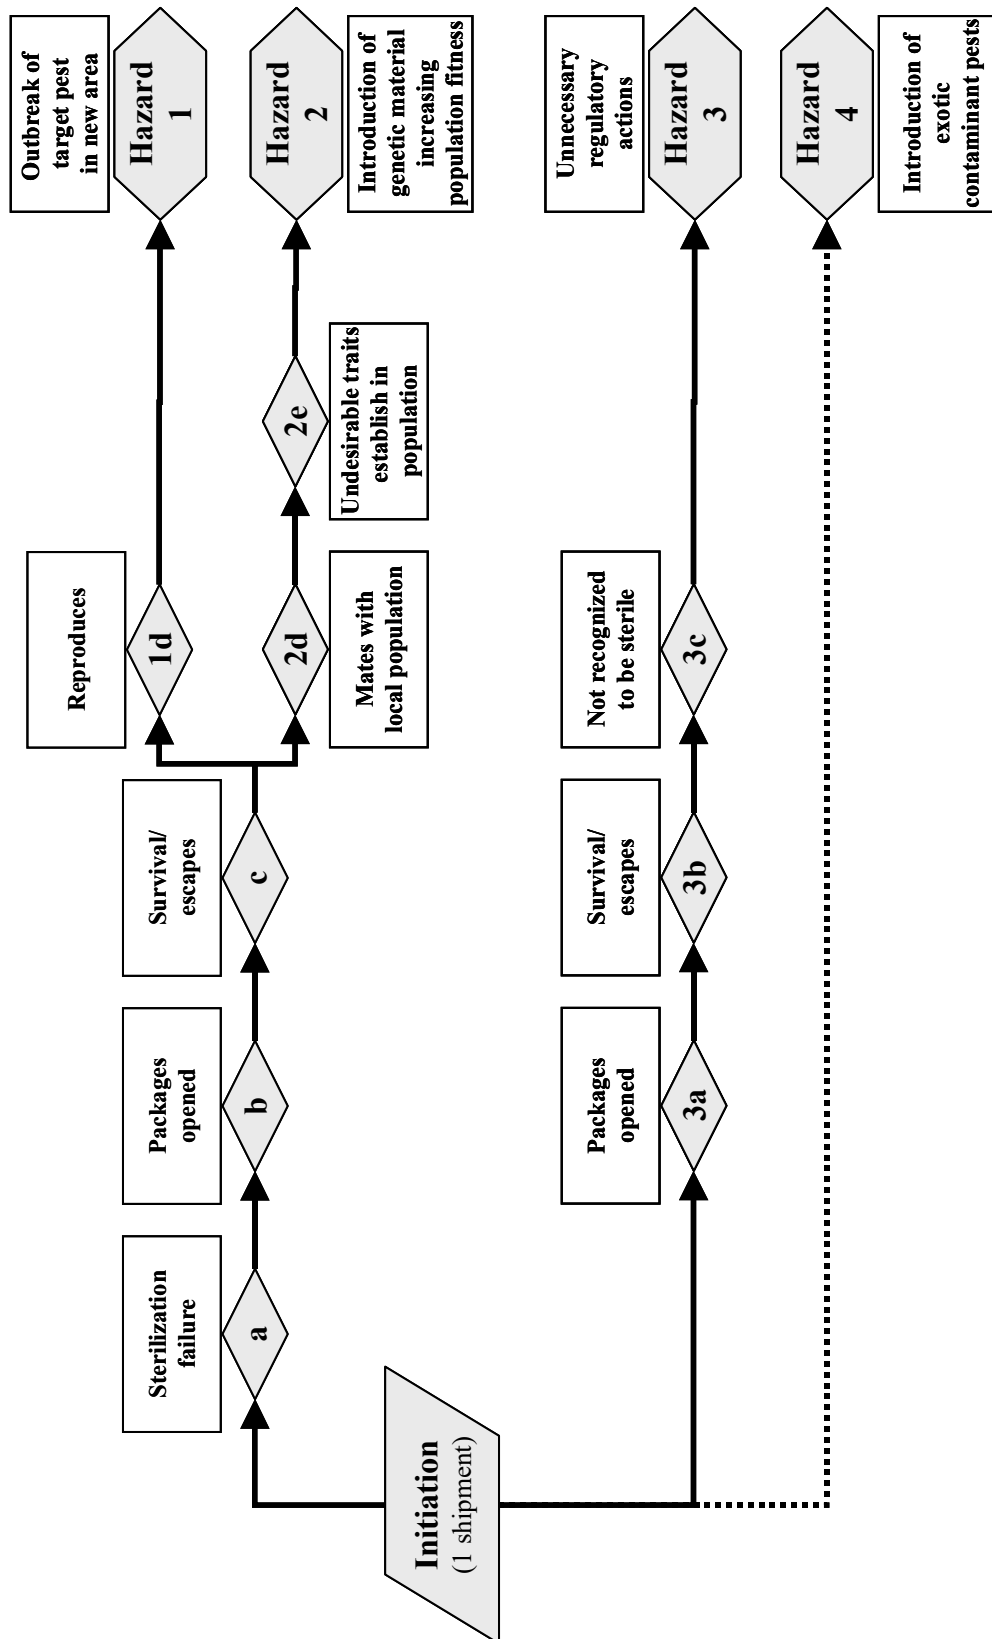 Initiation
(1 shipment)
Sterilization
failure
a
Packages
opened
b
Survival/
escapes
c
Reproduces
1d
Outbreak of
target pest
in new area
Hazard
1
2d
Mates with
local population
2e
Undesirable traits
establish in
population
Hazard
2
Introduction of
genetic material
increasing
population fitness
Packages
opened
3a
Survival/
escapes
3b
Not recognized
to be sterile
3c
Unnecessary
regulatory
actions
Hazard
3
Hazard
4
Introduction of
exotic
contaminant pests